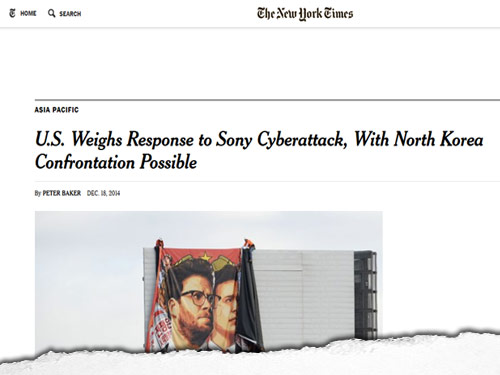 HOME
SEARCH
The New York Times
ASIA PACIFIC
U.S. Weighs Response to Sony Cyberattack, With North Korea
Confrontation Possible
By PETER BAKER DEC. 18, 2014